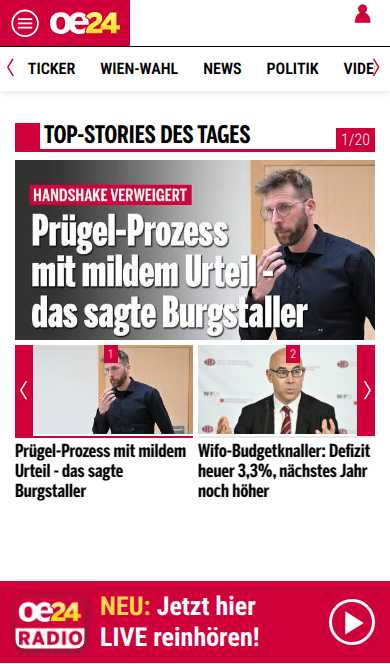 oe24
TICKER WIEN-WAHL NEWS POLITIK VIDE
TOP-STORIES DES TAGES
1/20
HANDSHAKE VERWEIGERT
Prügel-Prozess
mit mildem Urteil -
das sagte Burgstaller
1
2
Prügel-Prozess mit mildem
Urteil - das sagte
Burgstaller
Wifo-Budgetknaller: Defizit
heuer 3,3%, nächstes Jahr
noch höher
oe24
RADIO
NEU: Jetzt hier
LIVE reinhören!